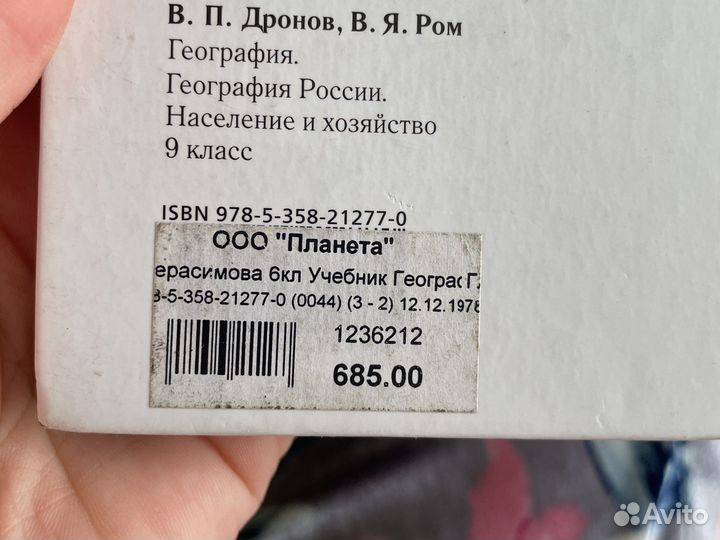 В. П. Дронов, В. Я. Ром
География.
География России.
Население и хозяйство
9 класс
ISBN 978-5-358-21277-0
ООО "Планета"
ерасимова 6кл Учебник Геограс Г.
8-5-358-21277-0 (0044) (3 - 2) 12.12.1978
1236212
685.00
Avito